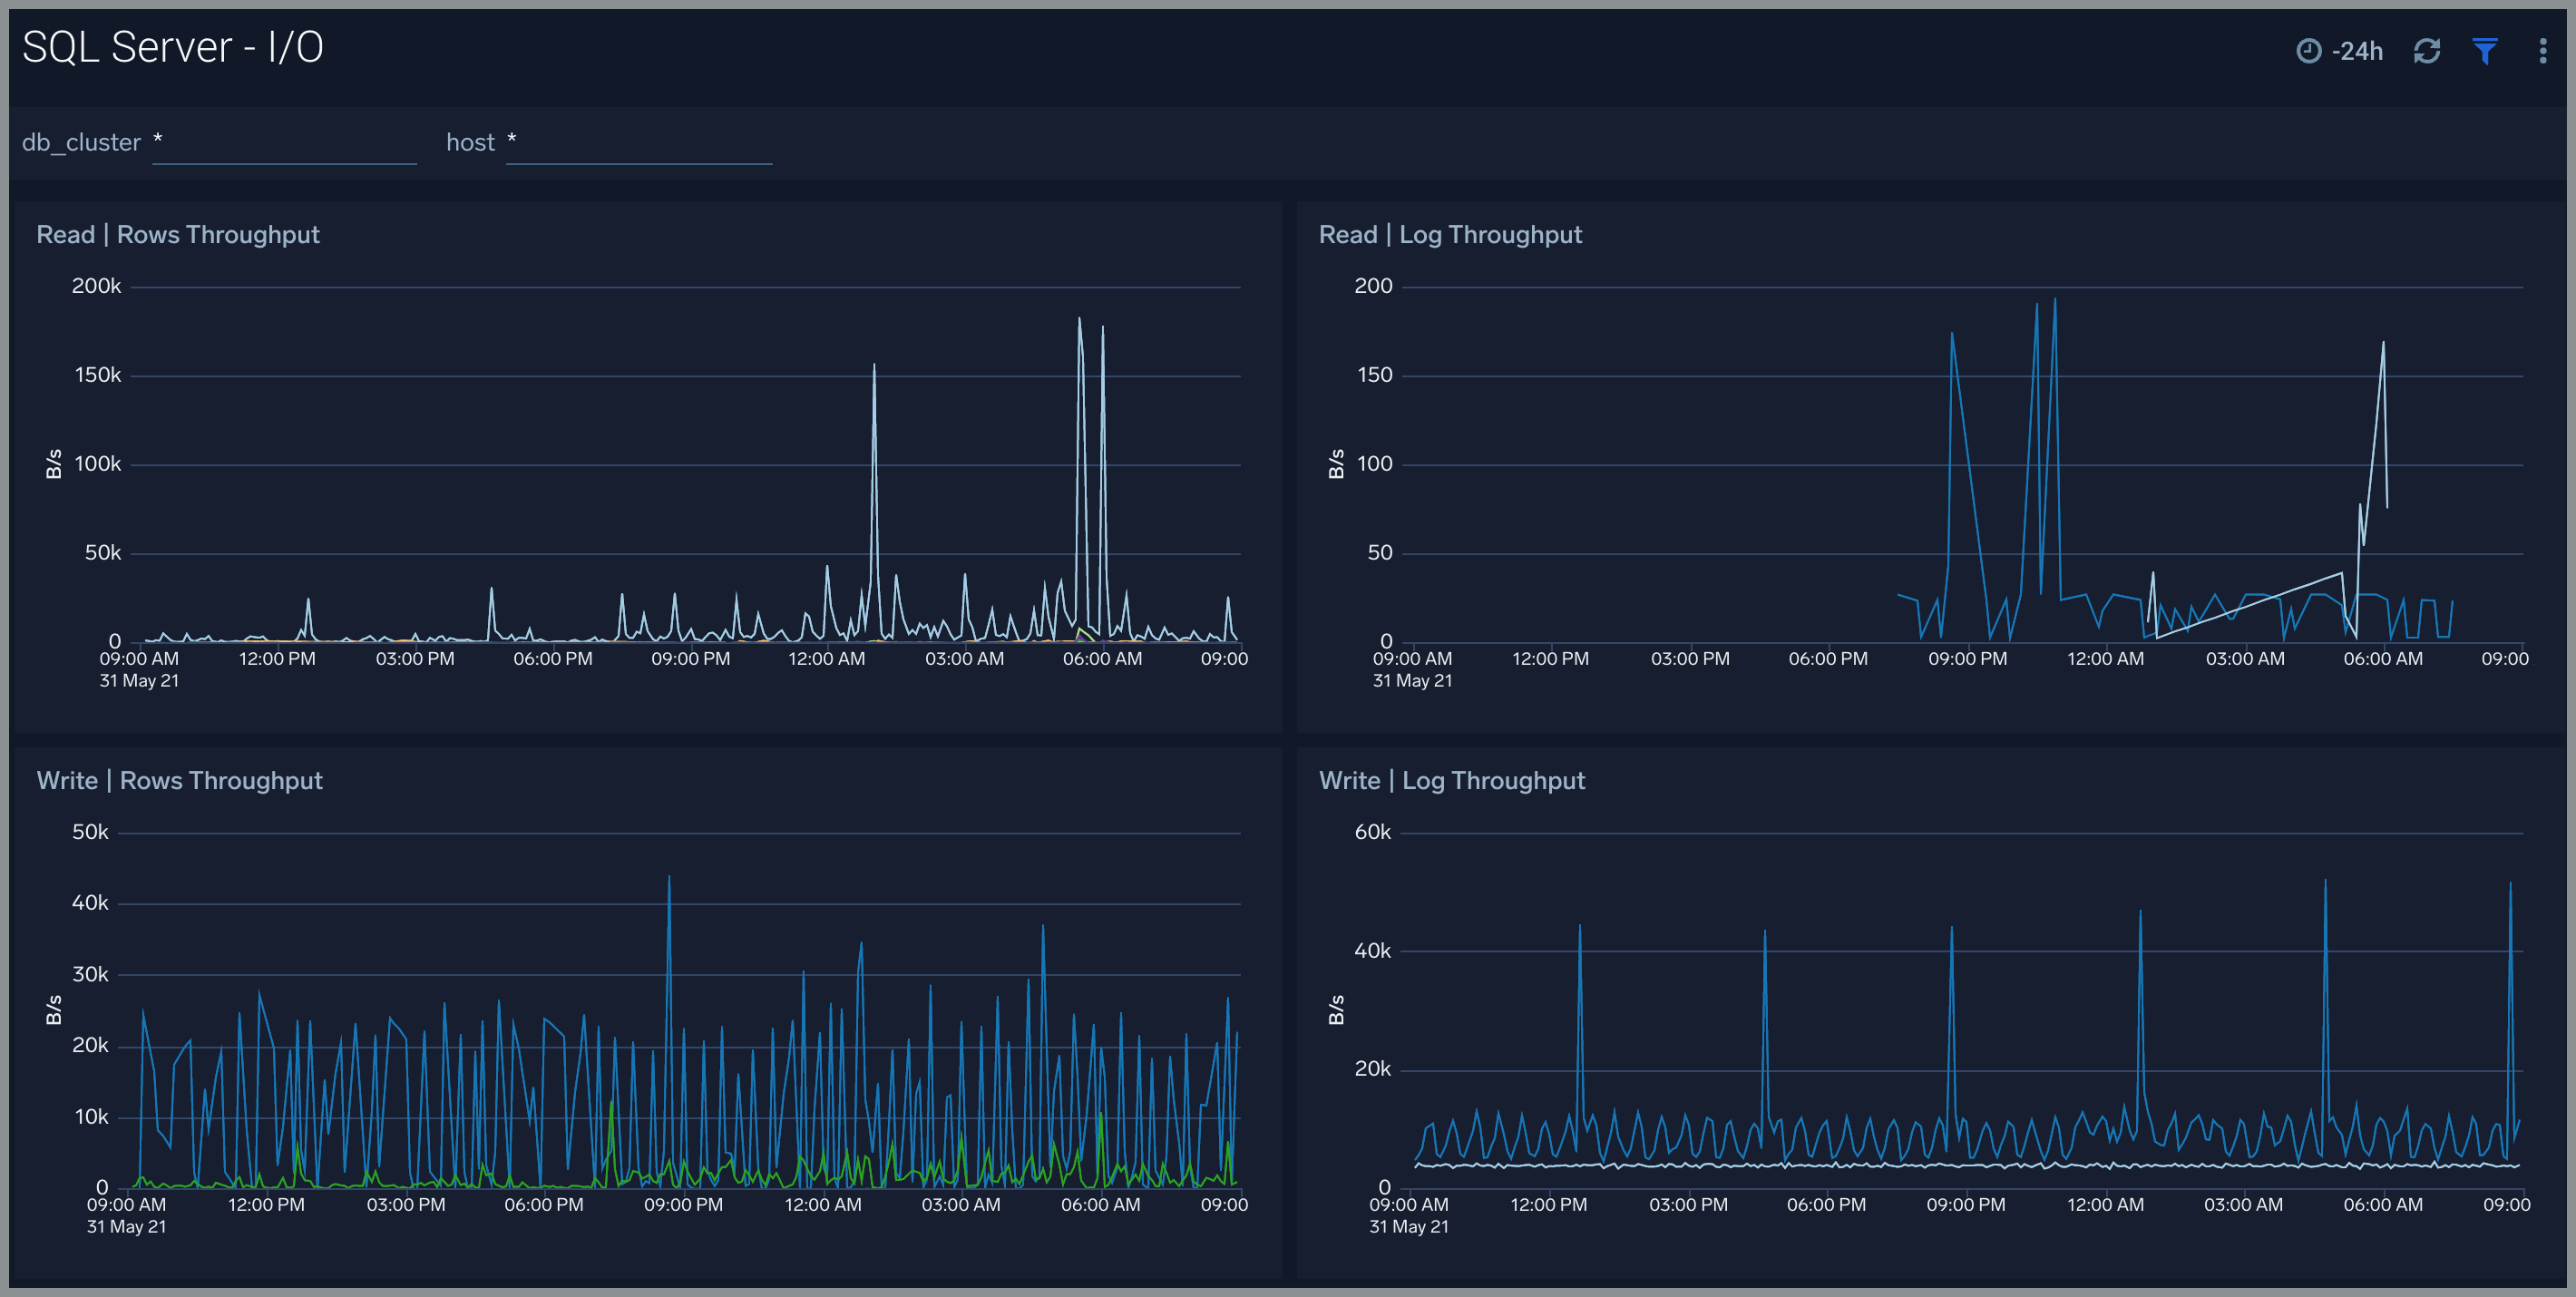 SQL Server - I/O
-24h
db_cluster *
host *
Read | Rows Throughput
200k
150k
100k
50k
0
B/s
09:00 AM 12:00 PM 03:00 PM 06:00 PM 09:00 PM 12:00 AM 03:00 AM 06:00 AM 09:00
31 May 21
Read | Log Throughput
200
150
100
50
0
B/s
09:00 AM 12:00 PM 03:00 PM 06:00 PM 09:00 PM 12:00 AM 03:00 AM 06:00 AM 09:00
31 May 21
Write | Rows Throughput
50k
40k
30k
20k
10k
0
B/s
09:00 AM 12:00 PM 03:00 PM 06:00 PM 09:00 PM 12:00 AM 03:00 AM 06:00 AM 09:00
31 May 21
Write | Log Throughput
60k
40k
20k
0
B/s
09:00 AM 12:00 PM 03:00 PM 06:00 PM 09:00 PM 12:00 AM 03:00 AM 06:00 AM 09:00
31 May 21